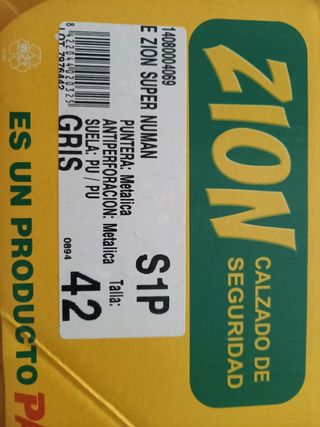 14080004069
E ZION SUPER NUMAN
PUNTERA: Metalica
ANTIPERFORACION: Metalica
SUELA: PU / PU
GRIS
S1P
Talla:
42
0894
ZION
CALZADO DE
SEGURIDAD
ES UN PRODUCTO